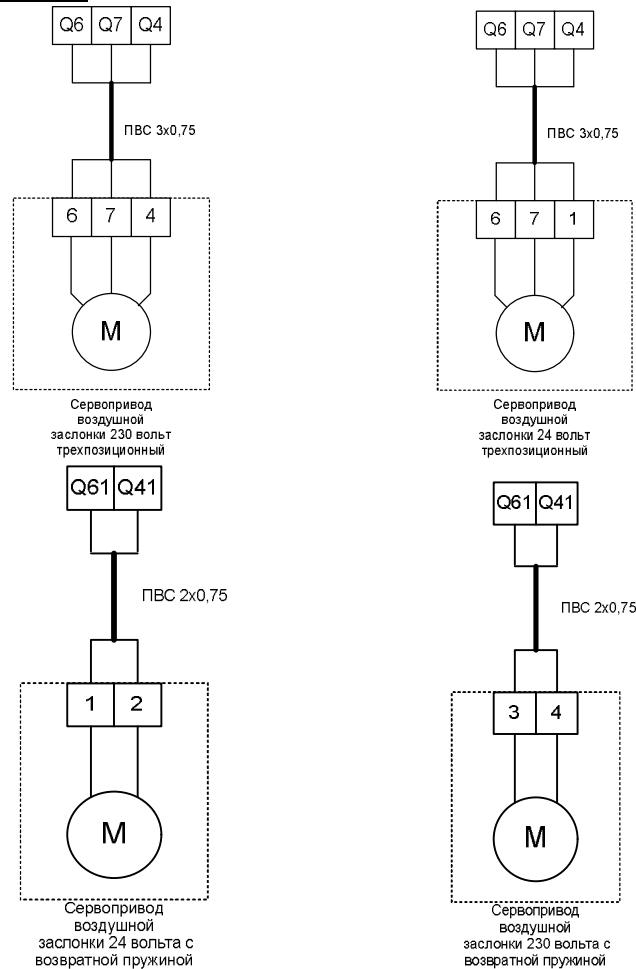 Q6 Q7 Q4
ПВС 3х0,75
6 7 4
M
Сервопривод
воздушной
заслонки 230 вольт
трехпозиционный
Q6 Q7 Q4
ПВС 3х0,75
6 7 1
M
Сервопривод
воздушной
заслонки 24 вольт
трехпозиционный
Q61 Q41
ПВС 2х0,75
1 2
M
Сервопривод
воздушной
заслонки 24 вольта с
возвратной пружиной
Q61 Q41
ПВС 2х0,75
3 4
M
Сервопривод
воздушной
заслонки 230 вольта с
возвратной пружиной